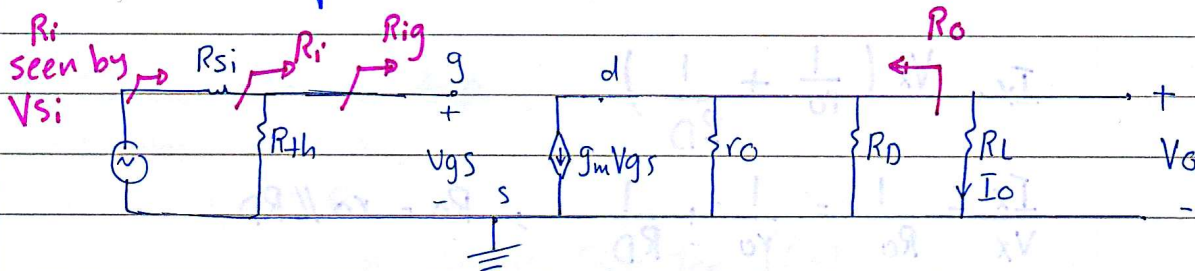 Ri
seen by
Vsi
Rsi
Ri
Rig
g
d
Ro
+
+
Rth
Vgs
gmVgs
ro
RD
RL
Vo
-
s
Io
-